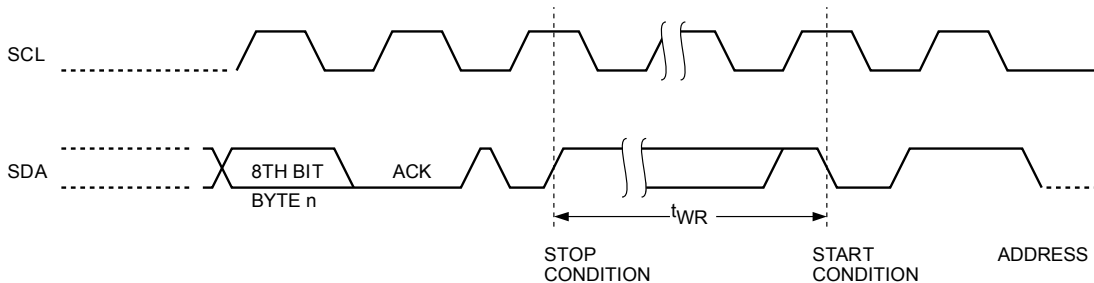 SCL
SDA
8TH BIT
ACK
BYTE n
tWR
STOP
CONDITION
START
CONDITION
ADDRESS